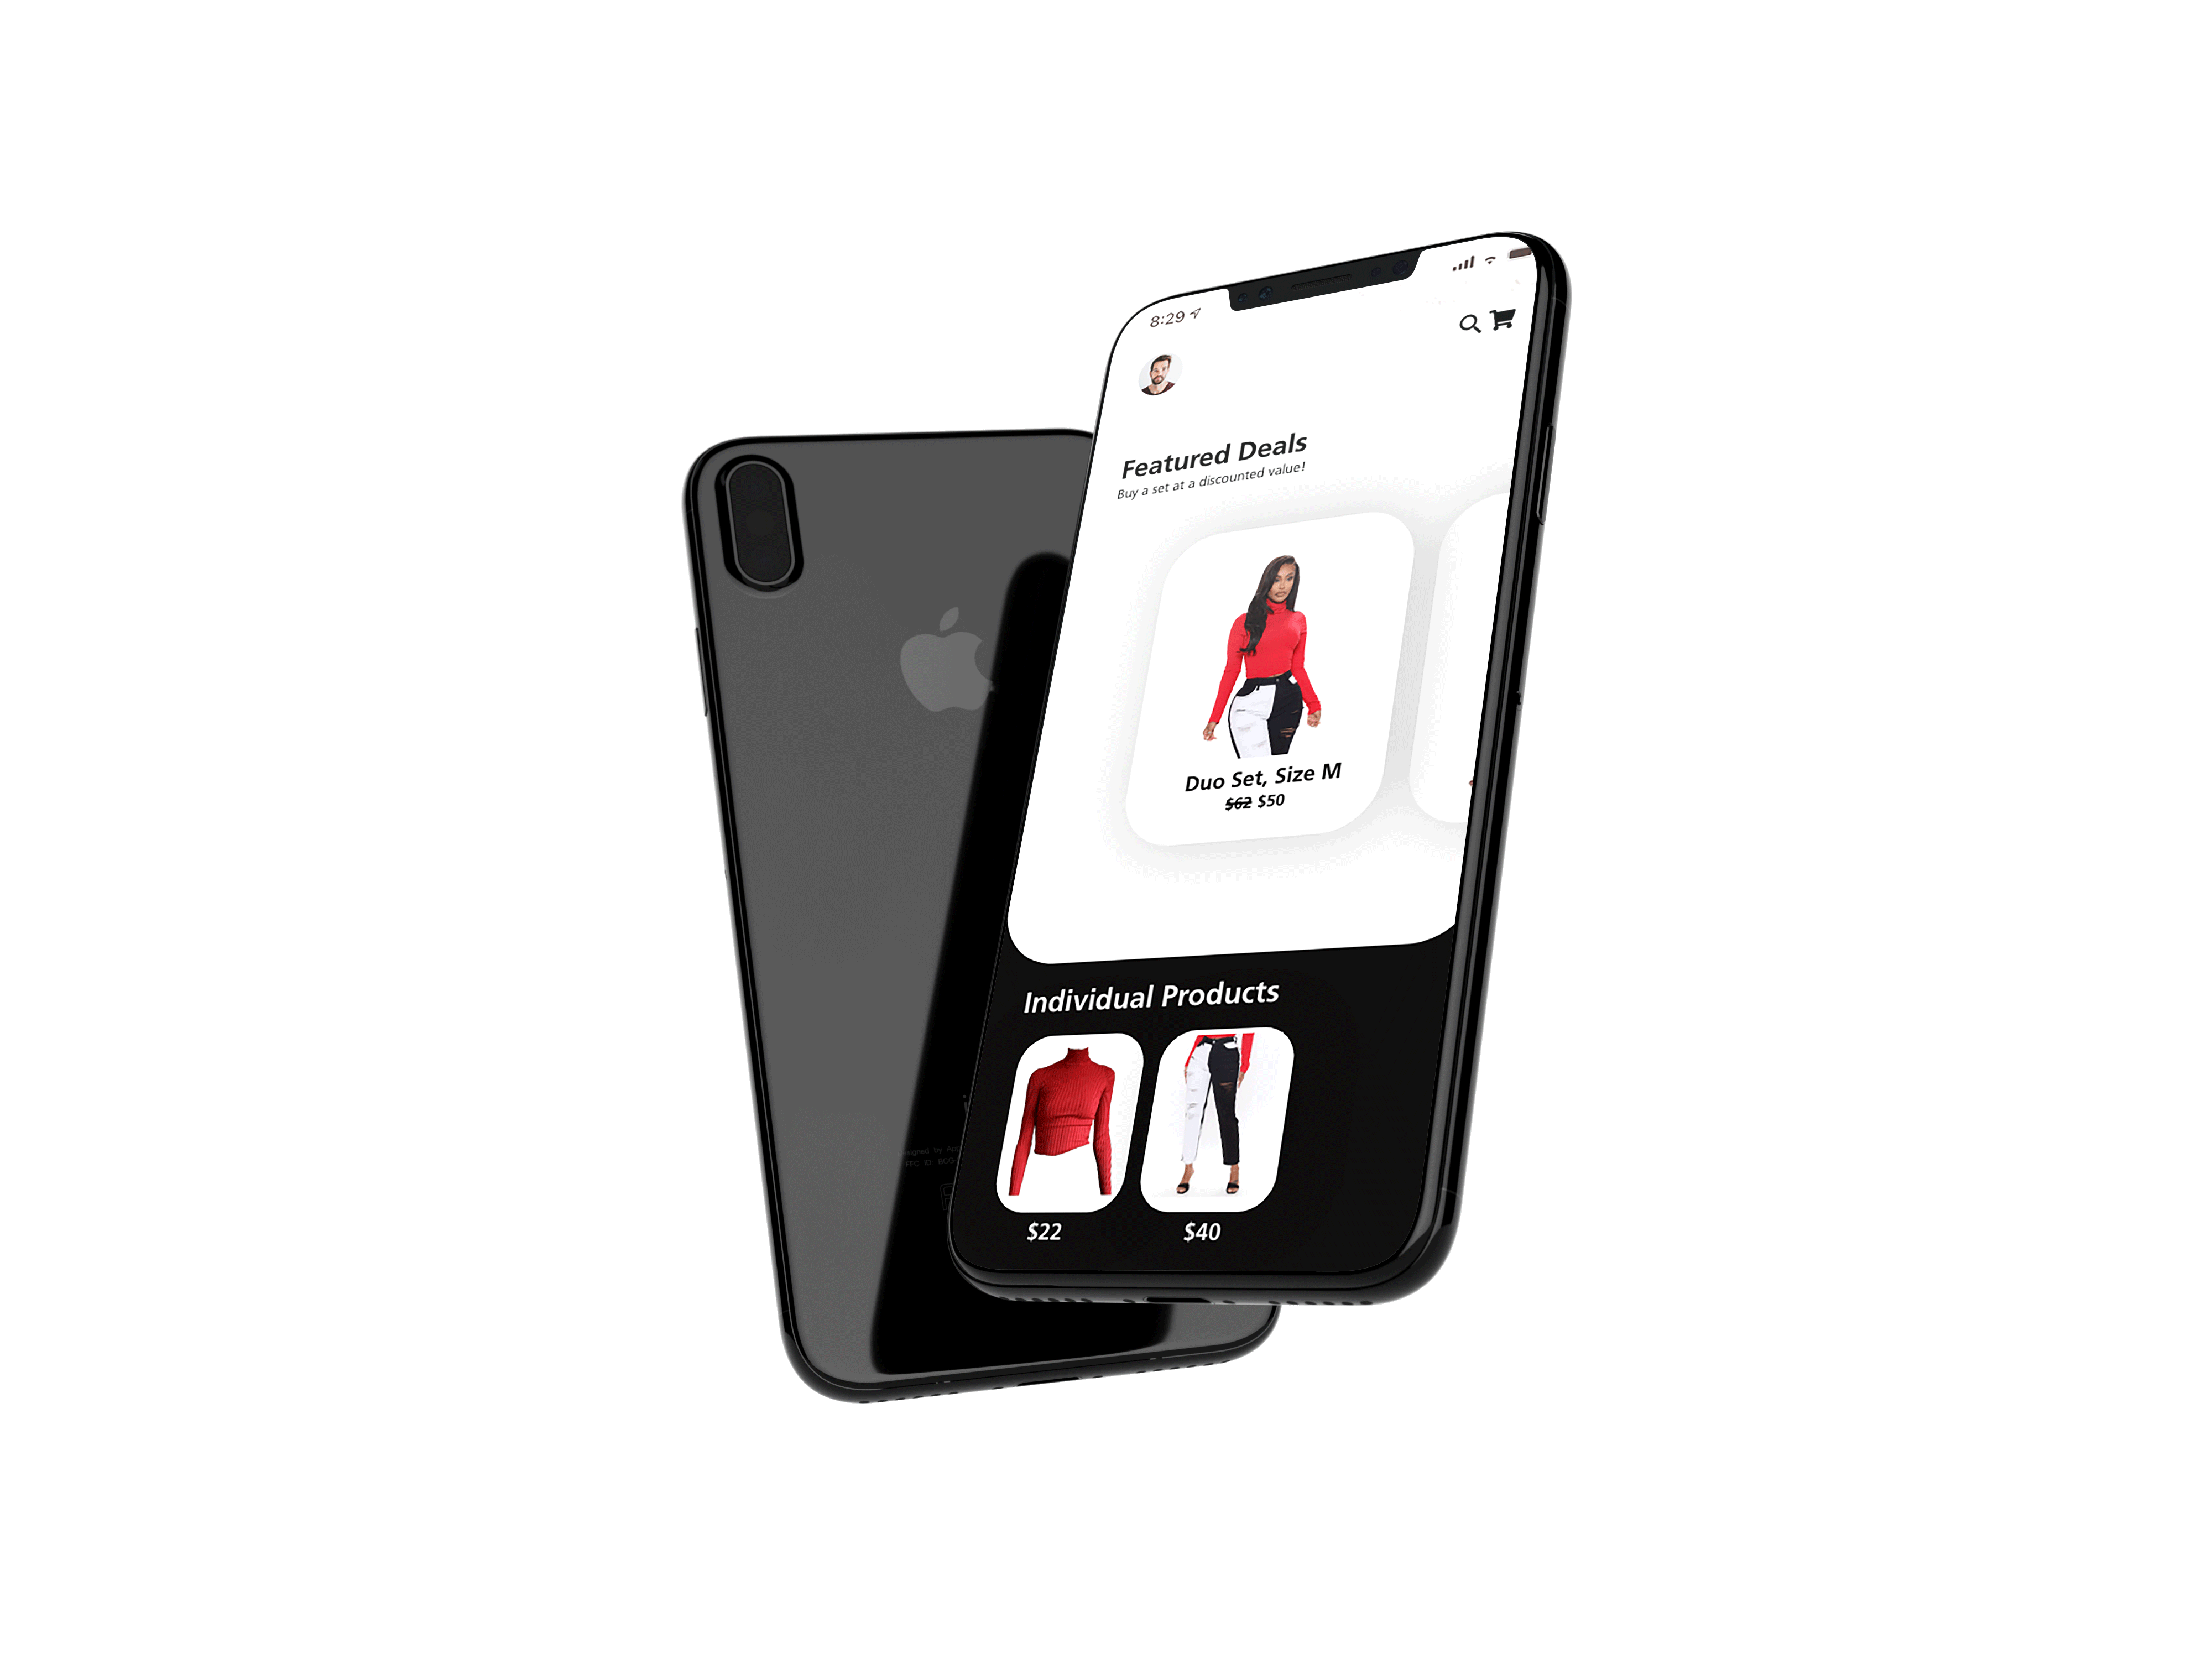 8:29
Featured Deals
Buy a set at a discounted value!
Duo Set, Size M
$62 $50
Individual Products
$22
$40